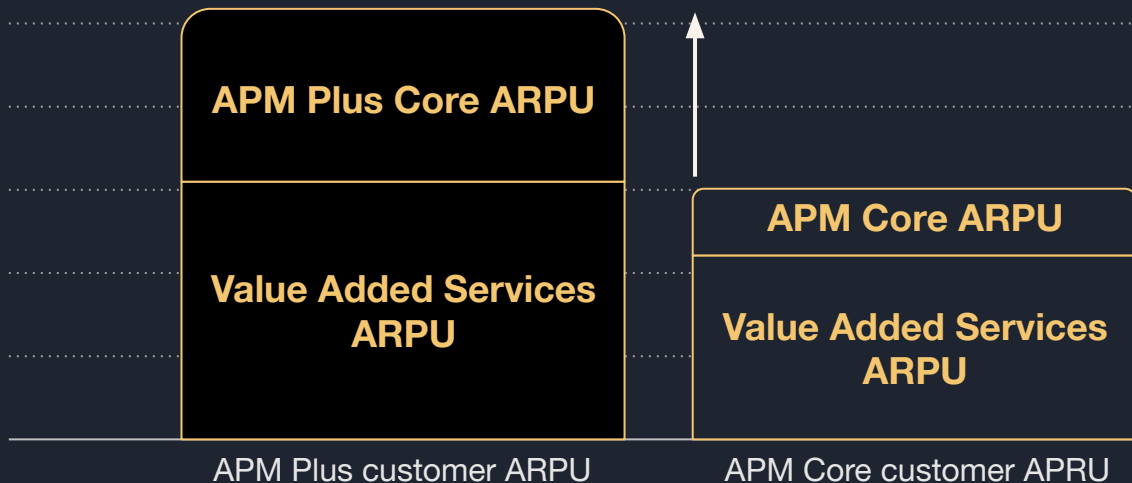 APM Plus Core ARPU
Value Added Services
ARPU
APM Core ARPU
Value Added Services
ARPU
APM Plus customer ARPU
APM Core customer APRU